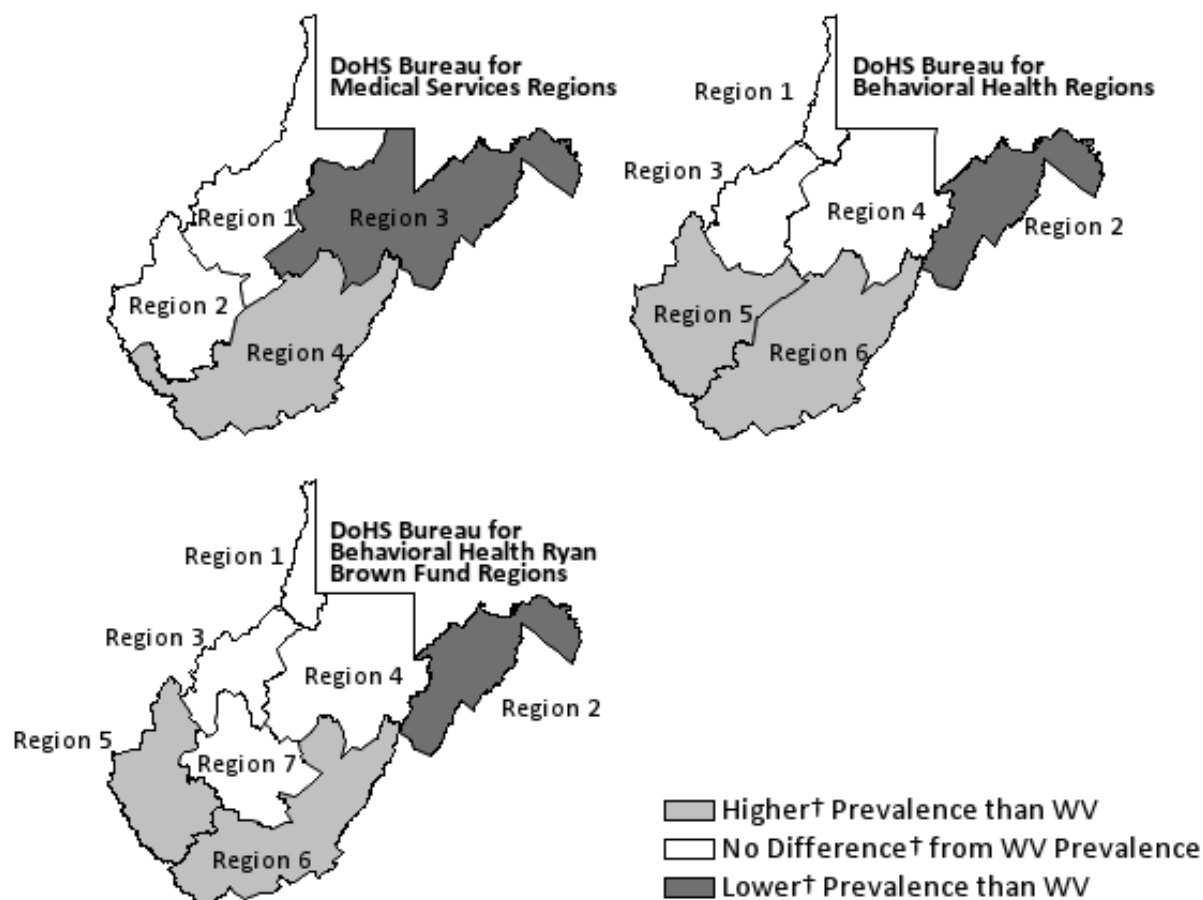 DoHS Bureau for
Medical Services Regions
Region 1
Region 3
Region 2
Region 4
DoHS Bureau for
Behavioral Health Regions
Region 1
Region 3
Region 4
Region 2
Region 5
Region 6
DoHS Bureau for
Behavioral Health Ryan
Brown Fund Regions
Region 1
Region 3
Region 4
Region 2
Region 5
Region 7
Region 6
Higher† Prevalence than WV
No Difference† from WV Prevalence
Lower† Prevalence than WV